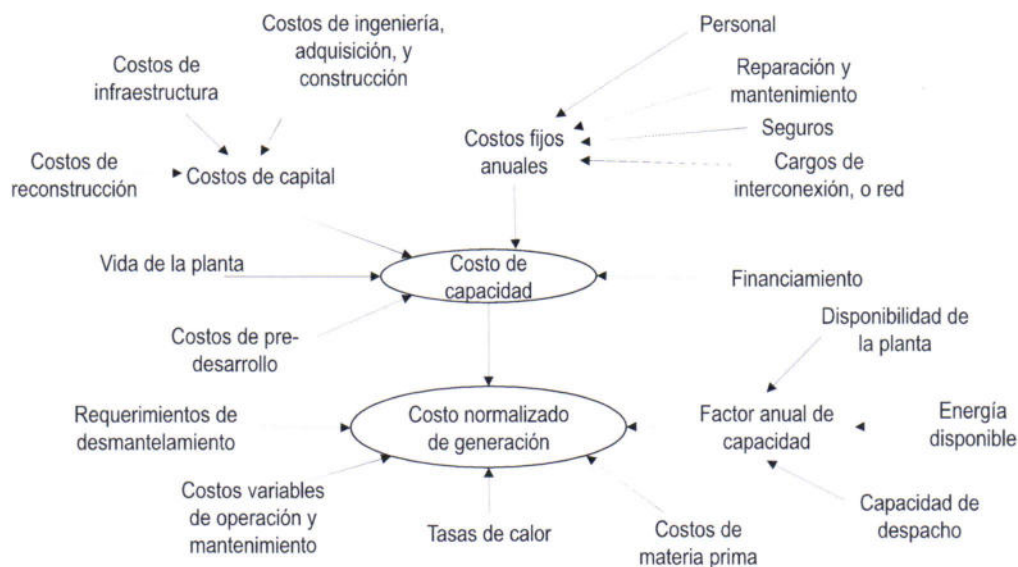 Costos de ingeniería,
adquisición, y
construcción
Personal
Costos de
infraestructura
Reparación y
mantenimiento
Seguros
Costos fijos
anuales
Cargos de
interconexión, o red
Costos de
reconstrucción
Costos de capital
Vida de la planta
Costo de
capacidad
Financiamiento
Costos de pre-
desarrollo
Disponibilidad de
la planta
Requerimientos de
desmantelamiento
Costo normalizado
de generación
Factor anual de
capacidad
Energía
disponible
Costos variables
de operación y
mantenimiento
Tasas de calor
Costos de
materia prima
Capacidad de
despacho